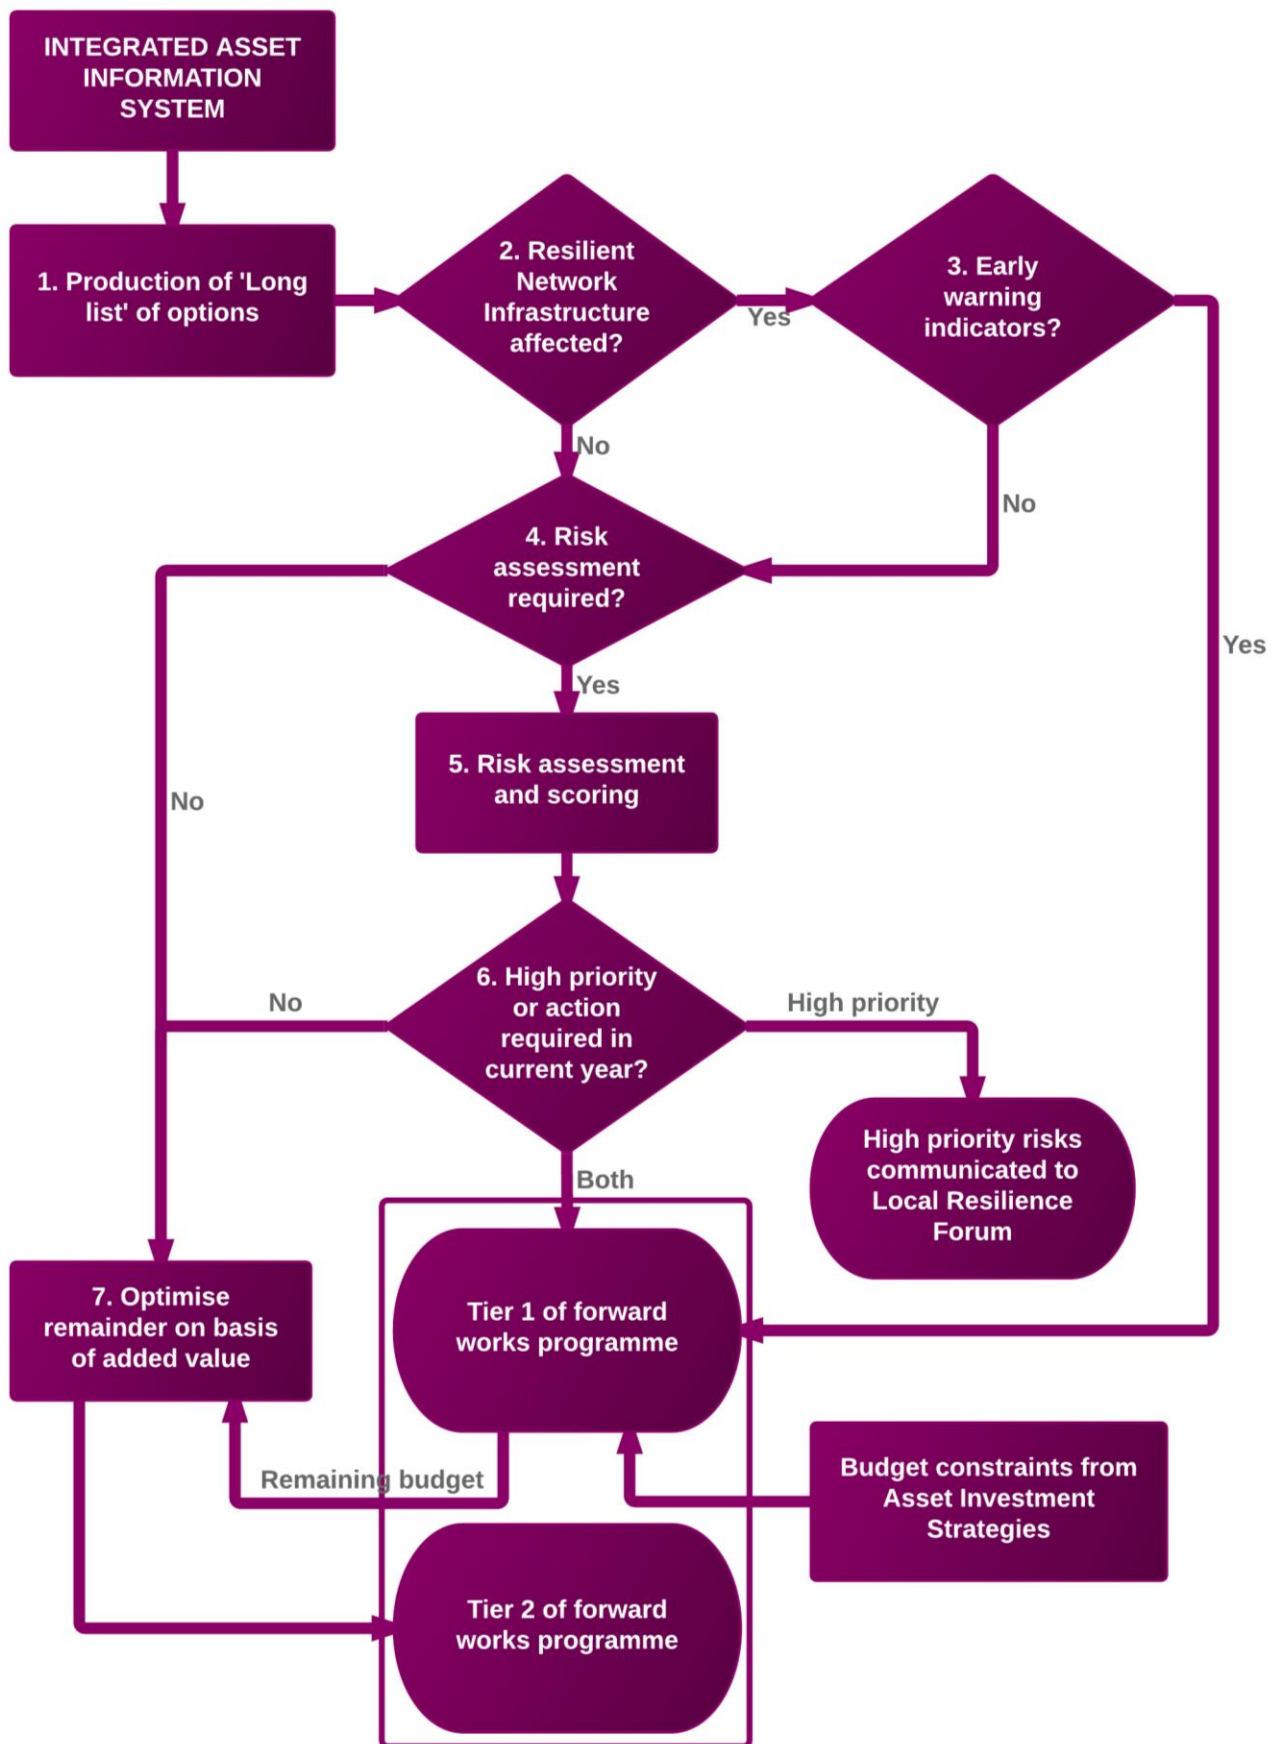 INTEGRATED ASSET
INFORMATION
SYSTEM
1. Production of 'Long
list' of options
2. Resilient
Network
Infrastructure
affected?
Yes
3. Early
warning
indicators?
No
No
4. Risk
assessment
required?
Yes
Yes
5. Risk assessment
and scoring
No
6. High priority
or action
required in
current year?
No
High priority
High priority risks
communicated to
Local Resilience
Forum
Both
7. Optimise
remainder on basis
of added value
Tier 1 of forward
works programme
Remaining budget
Budget constraints from
Asset Investment
Strategies
Tier 2 of forward
works programme